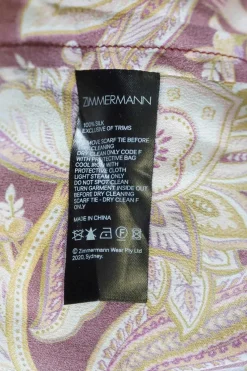 ZIMMERMANN
100% SILK
EXCLUSIVE OF TRIMS
REMOVE SCARF TIE BEFORE
CLEANING
DRY CLEAN ONLY CODE F
WITH PROTECTIVE BAG
COOL IRON WITH
PROTECTIVE CLOTH
LIGHT STEAM ONLY
DO NOT SPOT CLEAN
TURN GARMENT INSIDE OUT
BEFORE DRY CLEANING
SCARF TIE - DRY CLEAN F
ONLY
MADE IN CHINA
© Zimmermann Wear Pty Ltd
2020, Sydney.